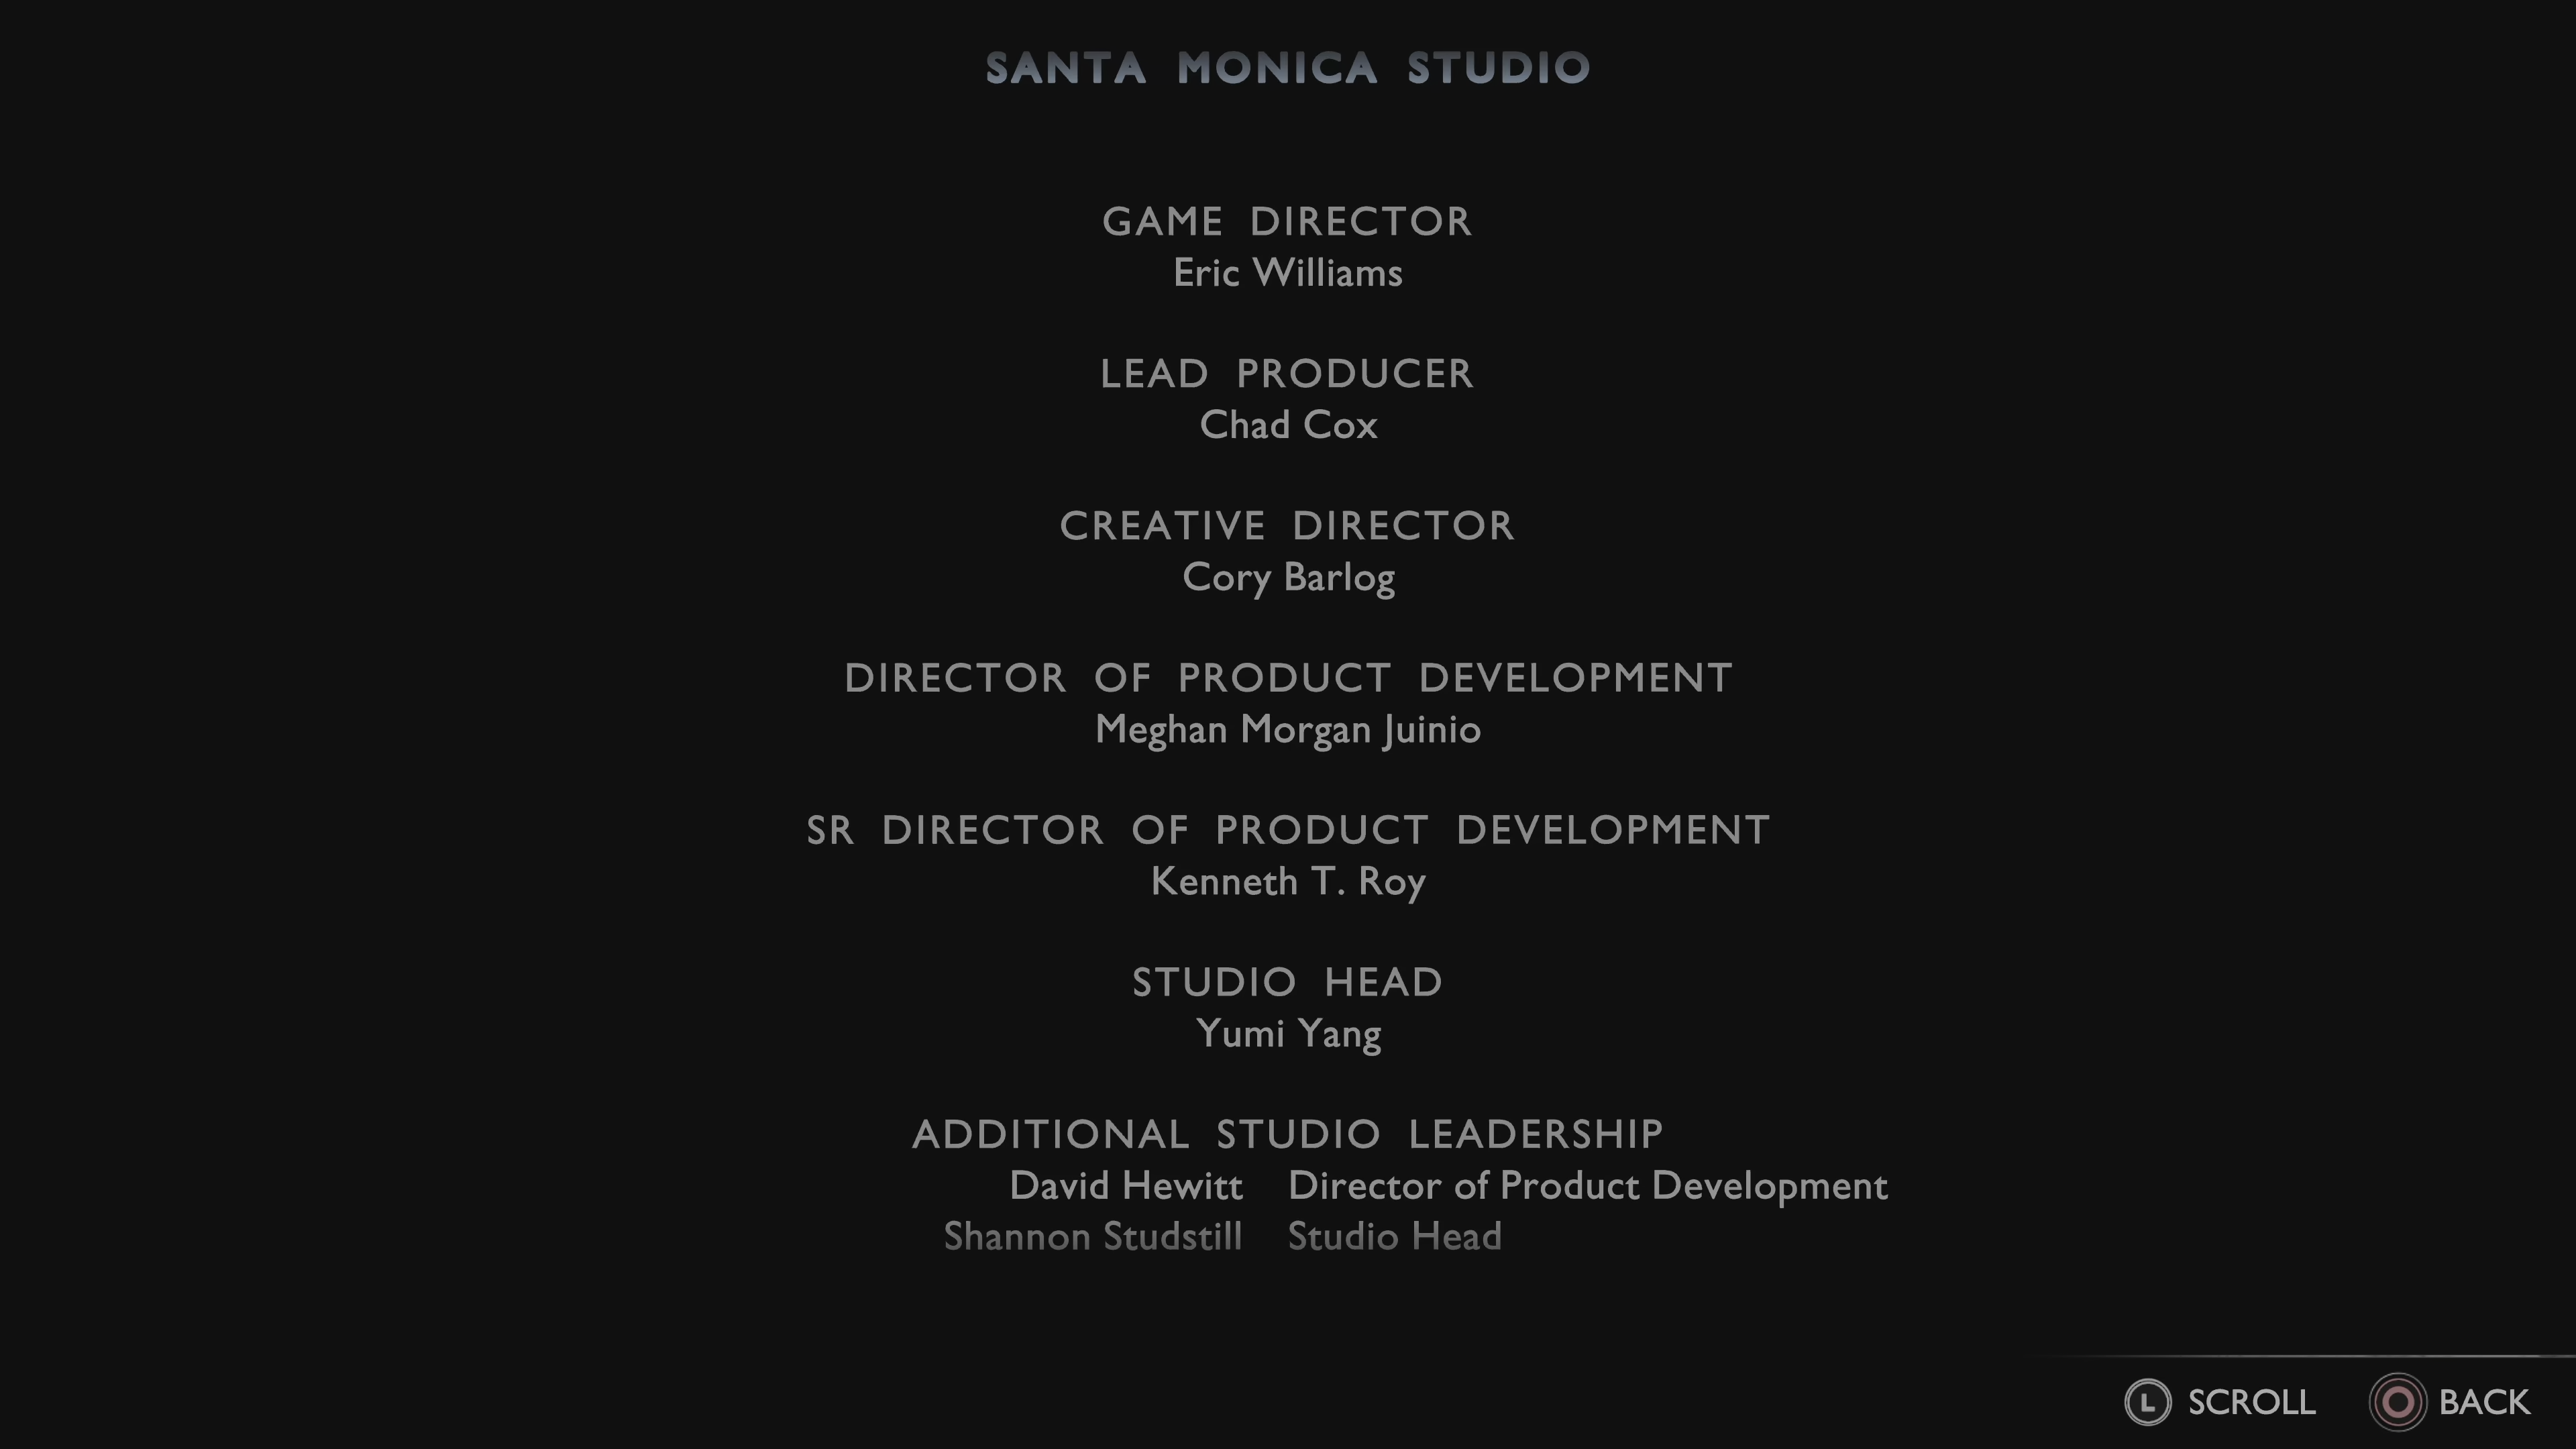 SANTA MONICA STUDIO
GAME DIRECTOR
Eric Williams
LEAD PRODUCER
Chad Cox
CREATIVE DIRECTOR
Cory Barlog
DIRECTOR OF PRODUCT DEVELOPMENT
Meghan Morgan Juinio
SR DIRECTOR OF PRODUCT DEVELOPMENT
Kenneth T. Roy
STUDIO HEAD
Yumi Yang
ADDITIONAL STUDIO LEADERSHIP
David Hewitt Director of Product Development
Shannon Studstill Studio Head
L SCROLL BACK